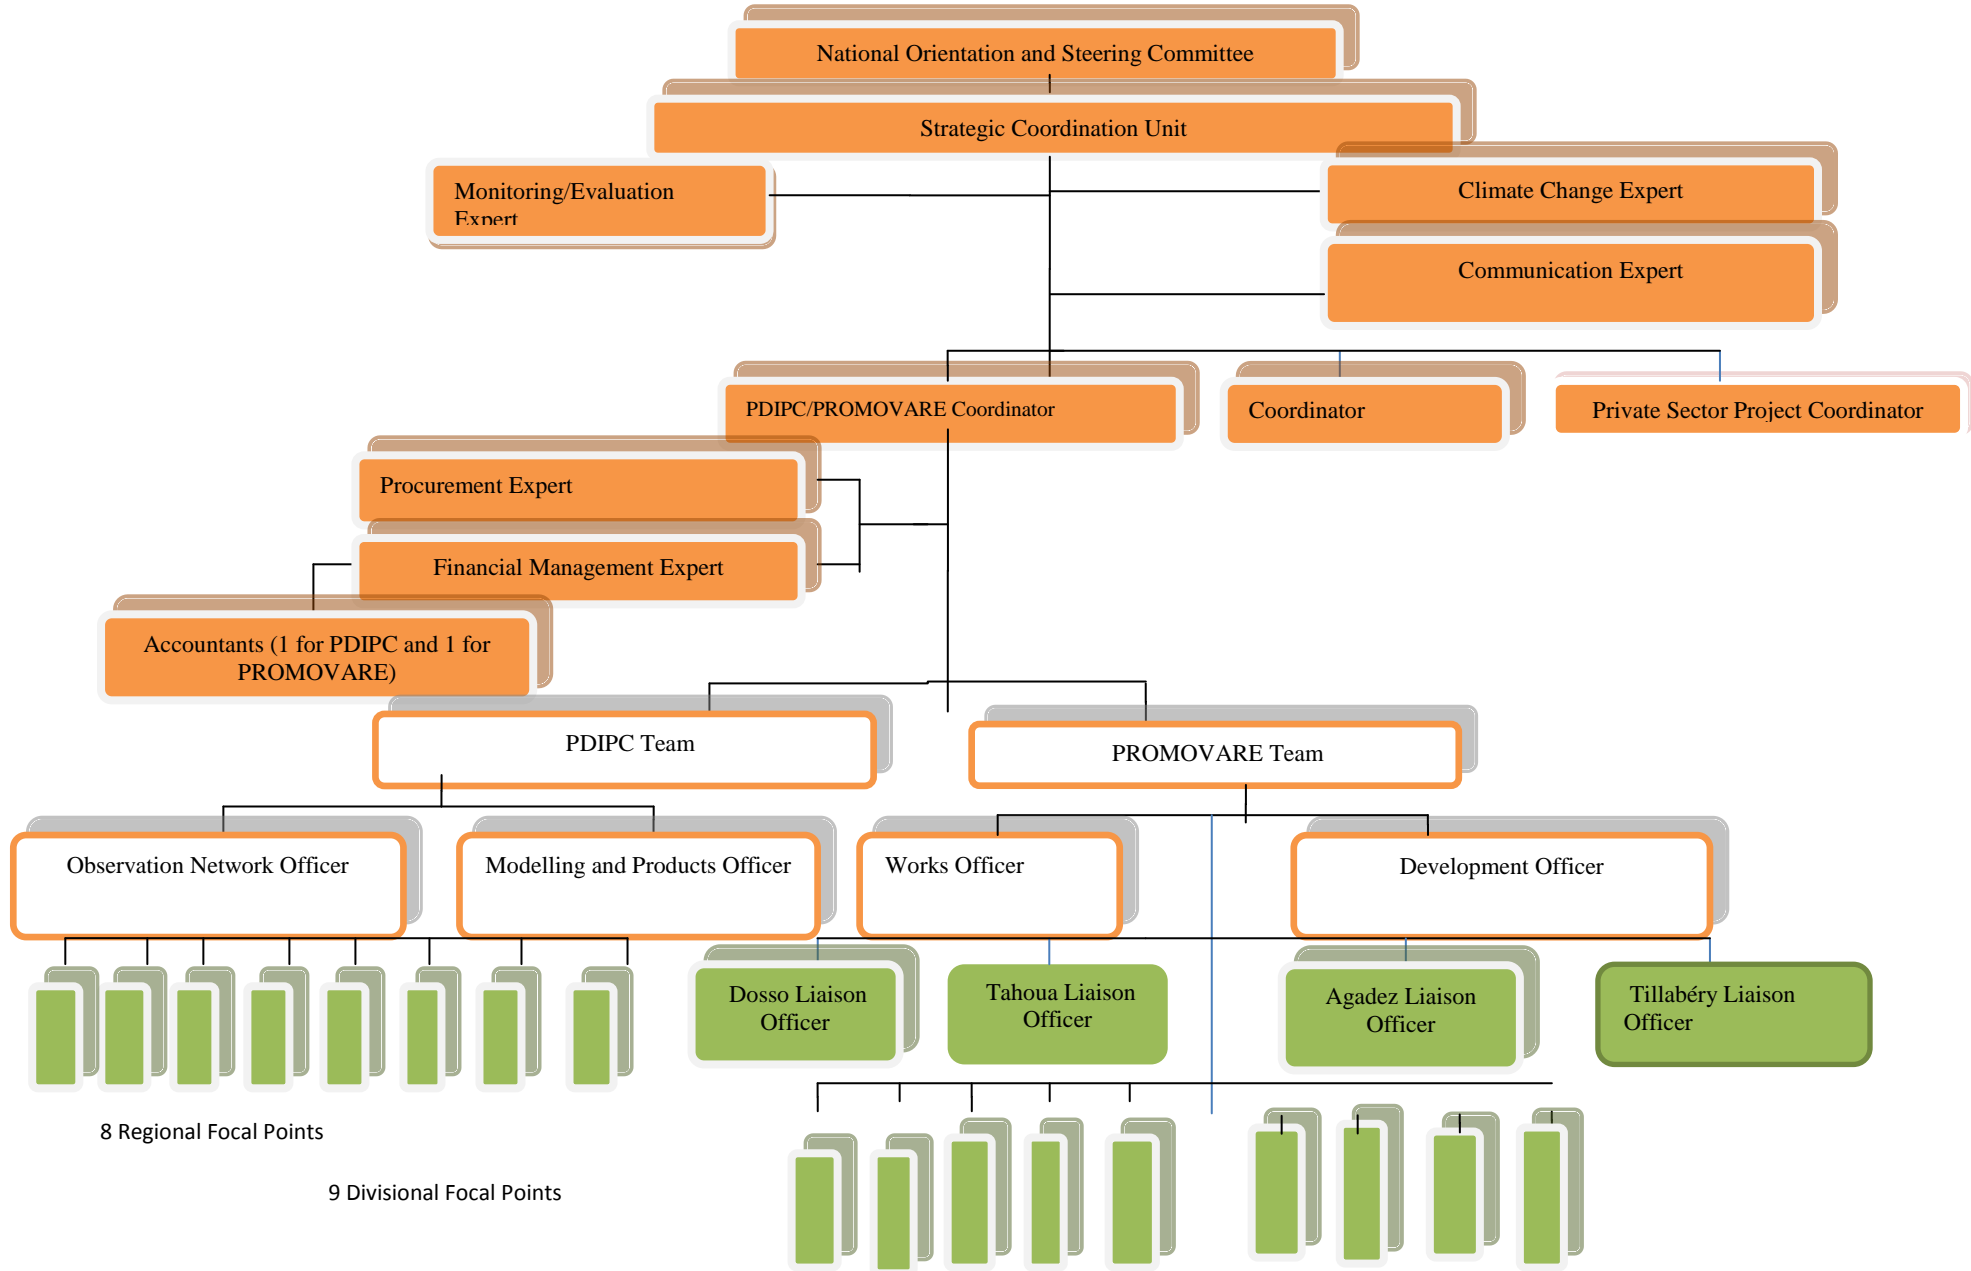 National Orientation and Steering Committee
Strategic Coordination Unit
Monitoring/Evaluation
Expert
Climate Change Expert
Communication Expert
PDIPC/PROMOVARE Coordinator
Coordinator
Private Sector Project Coordinator
Procurement Expert
Financial Management Expert
Accountants (1 for PDIPC and 1 for
PROMOVARE)
PDIPC Team
PROMOVARE Team
Observation Network Officer
Modelling and Products Officer
Works Officer
Development Officer
Dosso Liaison
Officer
Tahoua Liaison
Officer
Agadez Liaison
Officer
Tillabéry Liaison
Officer
8 Regional Focal Points
9 Divisional Focal Points